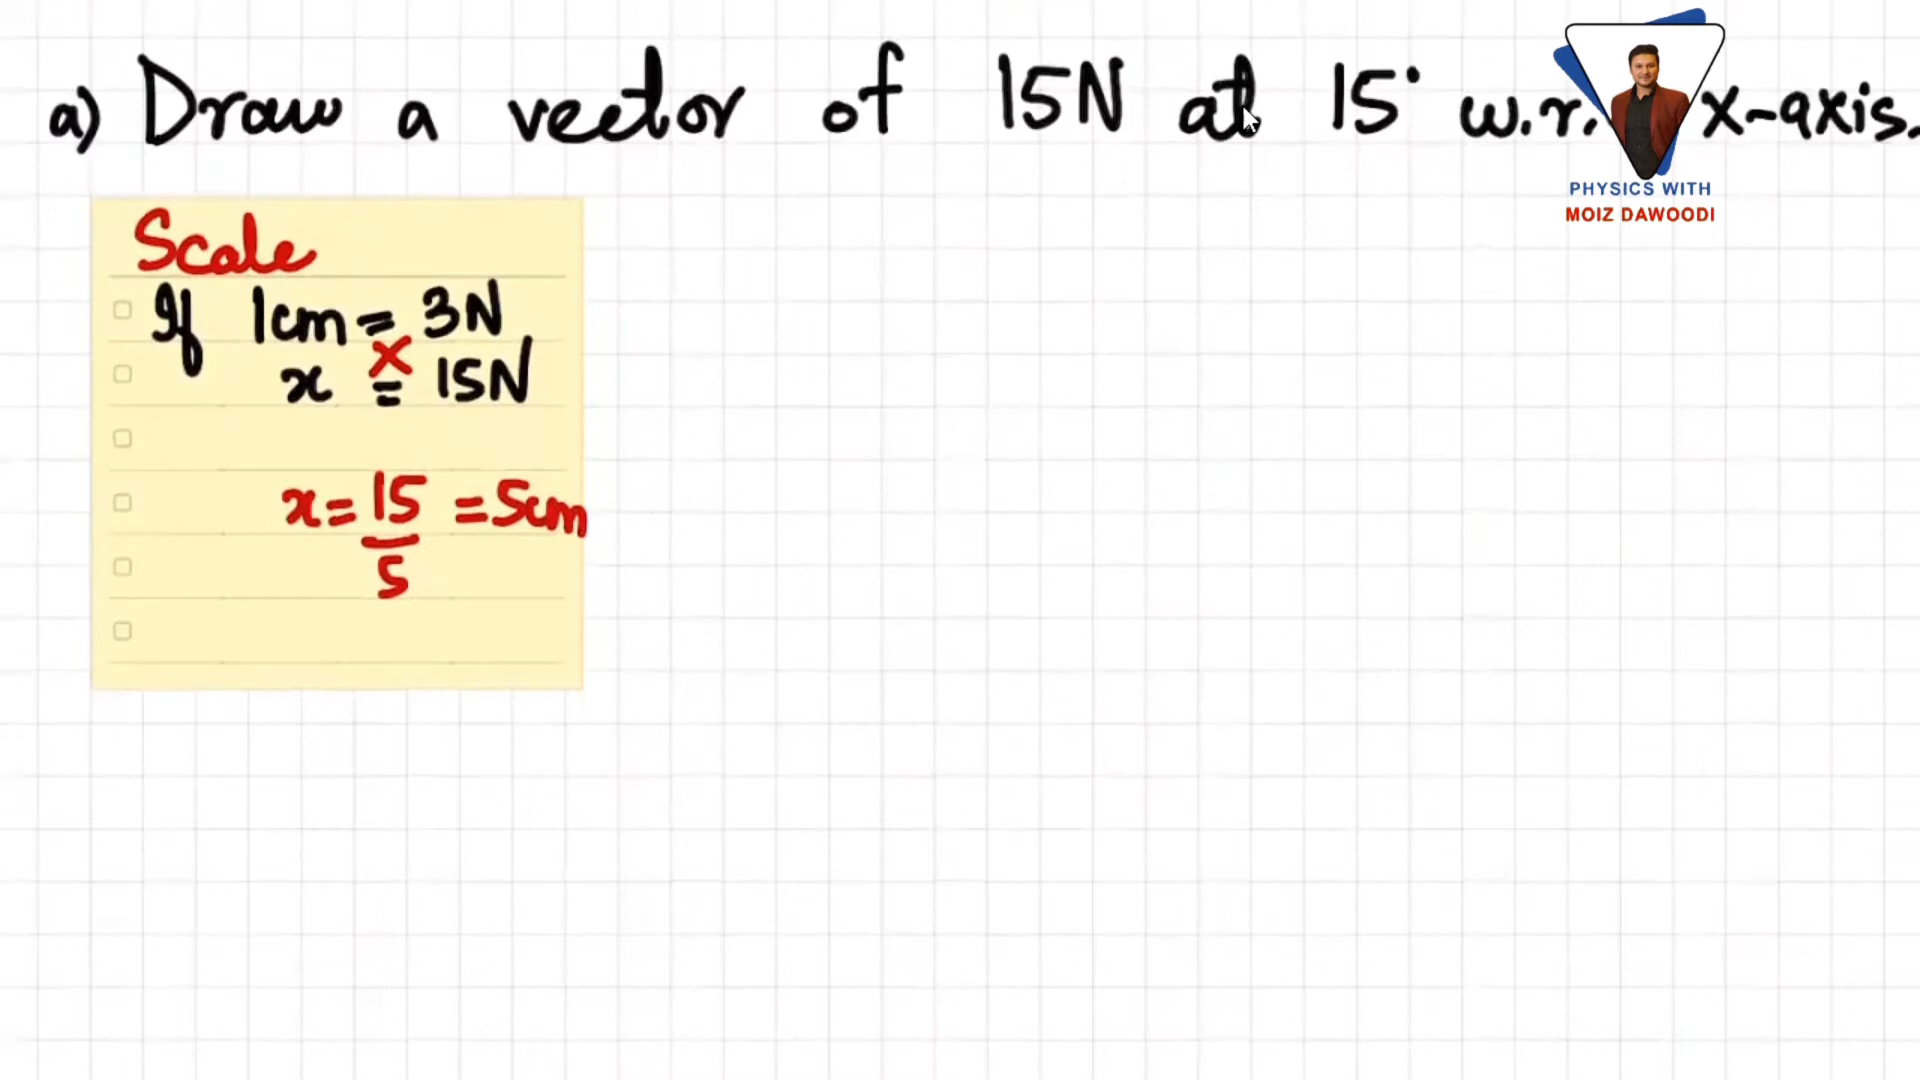 a) Draw a vector of 15N at 15° w.r. x-axis.
PHYSICS WITH
MOIZ DAWOODI
Scale
If 1cm = 3N
x = 15N
x = 15/5 = 5cm